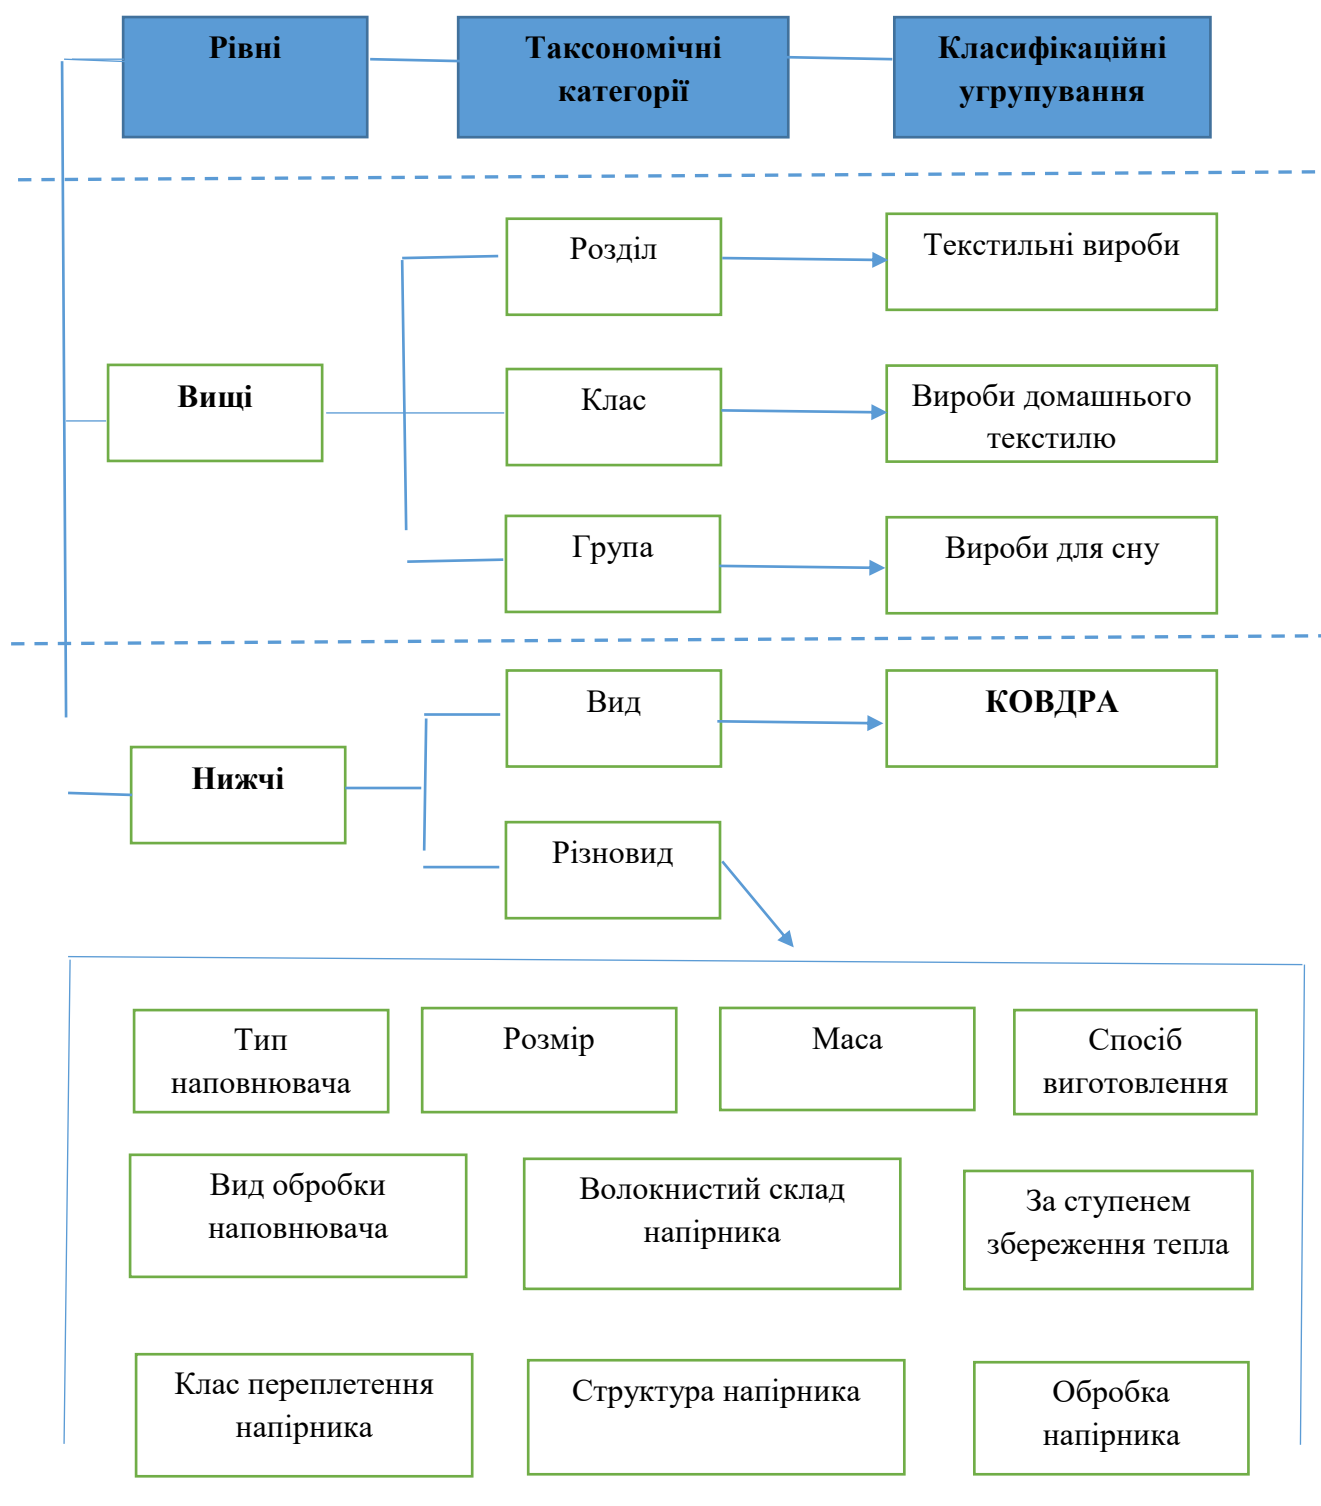 Рівні
Таксономічні
категорії
Класифікаційні
угрупування
Розділ
Текстильні вироби
Вищі
Клас
Вироби домашнього
текстилю
Група
Вироби для сну
Вид
КОВДРА
Нижчі
Різновид
Тип
наповнювача
Розмір
Маса
Спосіб
виготовлення
Вид обробки
наповнювача
Волокнистий склад
напірника
За ступенем
збереження тепла
Клас переплетення
напірника
Структура напірника
Обробка
напірника